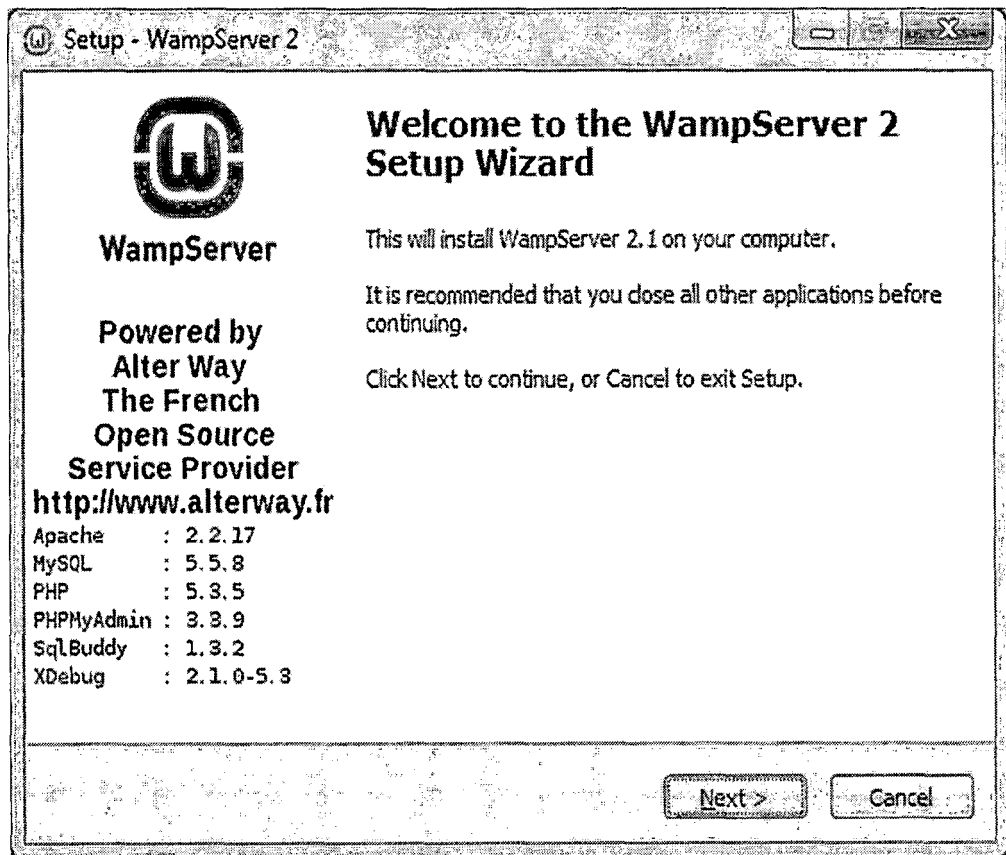 Setup - WampServer 2
WampServer
Powered by
Alter Way
The French
Open Source
Service Provider
http://www.alterway.fr
Apache : 2.2.17
MySQL : 5.5.8
PHP : 5.3.5
PHPMyAdmin : 3.3.9
SqlBuddy : 1.3.2
XDebug : 2.1.0-5.3
Welcome to the WampServer 2
Setup Wizard
This will install WampServer 2.1 on your computer.
It is recommended that you close all other applications before
continuing.
Click Next to continue, or Cancel to exit Setup.
Next >
Cancel